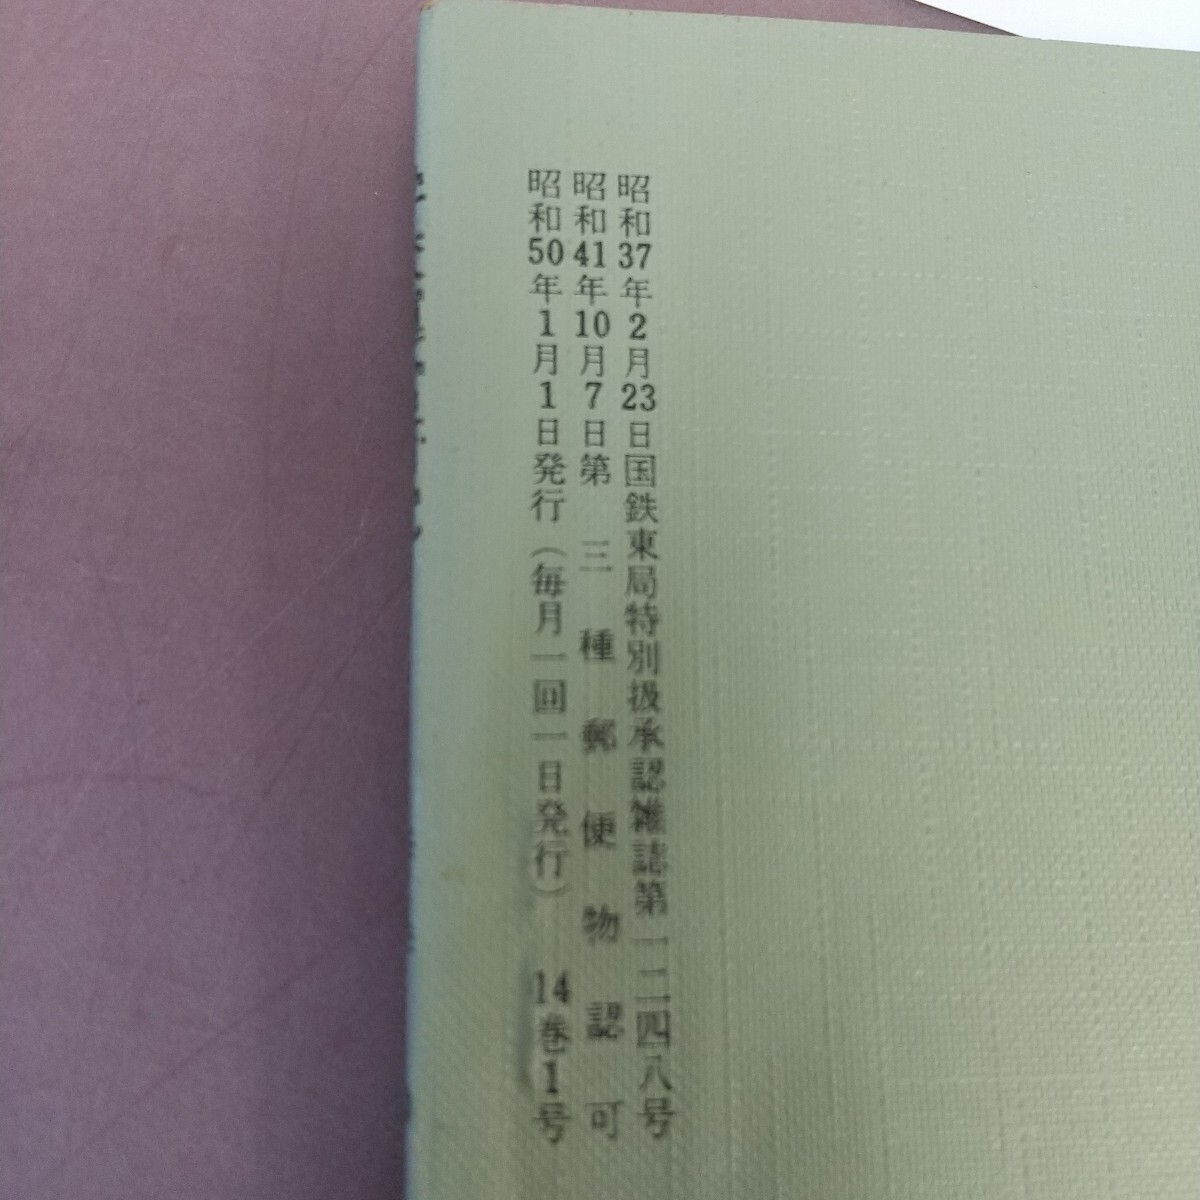 昭和37年2月23日国鉄東局特別扱承認雑誌第一二四八号
昭和41年10月7日第三種郵便物認可
昭和50年1月1日発行（毎月一回一日発行） 14巻1号